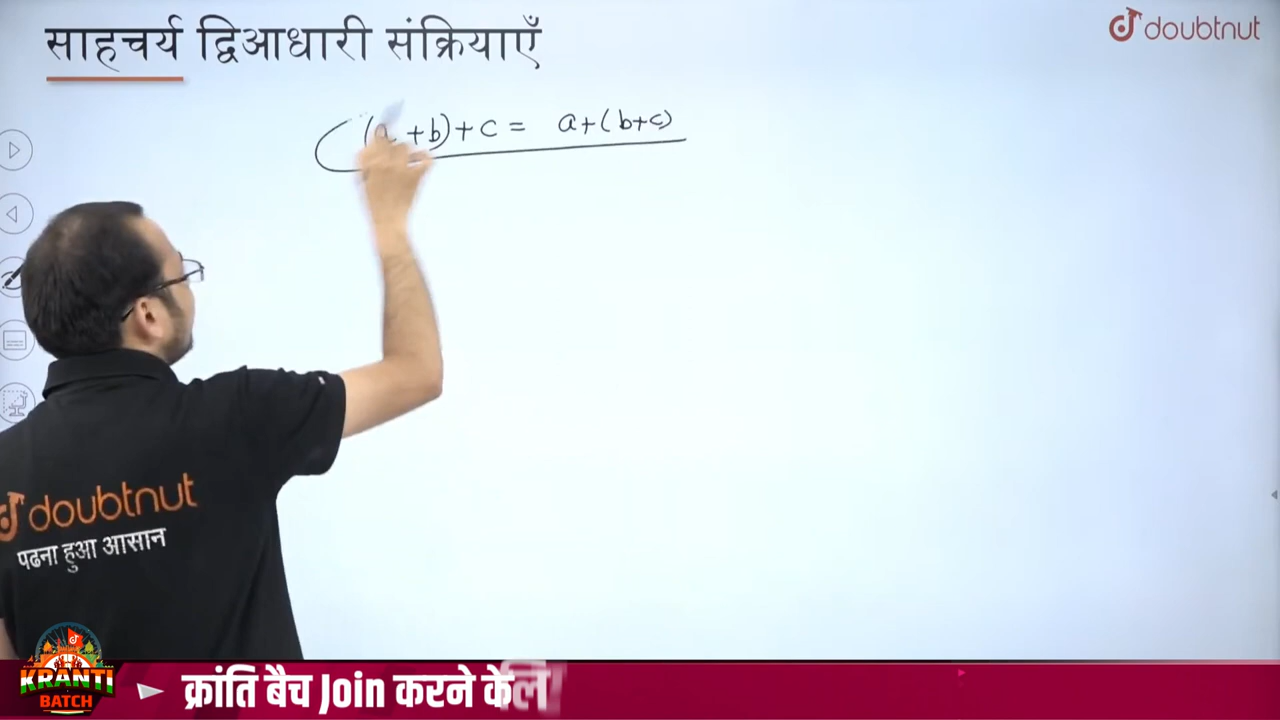 साहचर्य द्विआधारी संक्रियाएँ
doubtnut
(a+b)+c = a+(b+c)
doubtnut
पढना हुआ आसान
KRANTI
BATCH
क्रांति बैच Join करने के